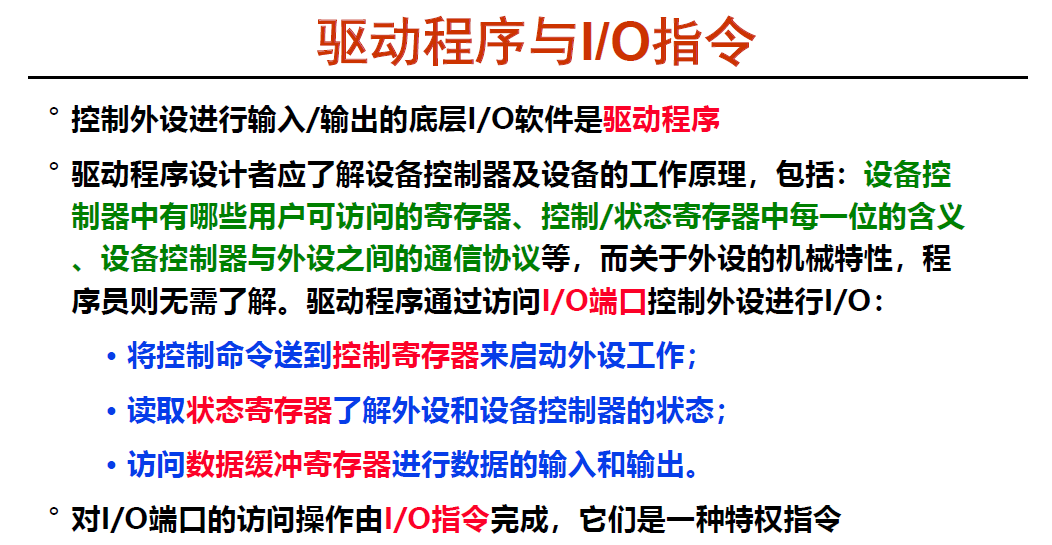 驱动程序与I/O指令
° 控制外设进行输入/输出的底层I/O软件是驱动程序
° 驱动程序设计者应了解设备控制器及设备的工作原理，包括：设备控
制器中有哪些用户可访问的寄存器、控制/状态寄存器中每一位的含义
、设备控制器与外设之间的通信协议等，而关于外设的机械特性，程
序员则无需了解。驱动程序通过访问I/O端口控制外设进行I/O：
• 将控制命令送到控制寄存器来启动外设工作；
• 读取状态寄存器了解外设和设备控制器的状态；
• 访问数据缓冲寄存器进行数据的输入和输出。
° 对I/O端口的访问操作由I/O指令完成，它们是一种特权指令